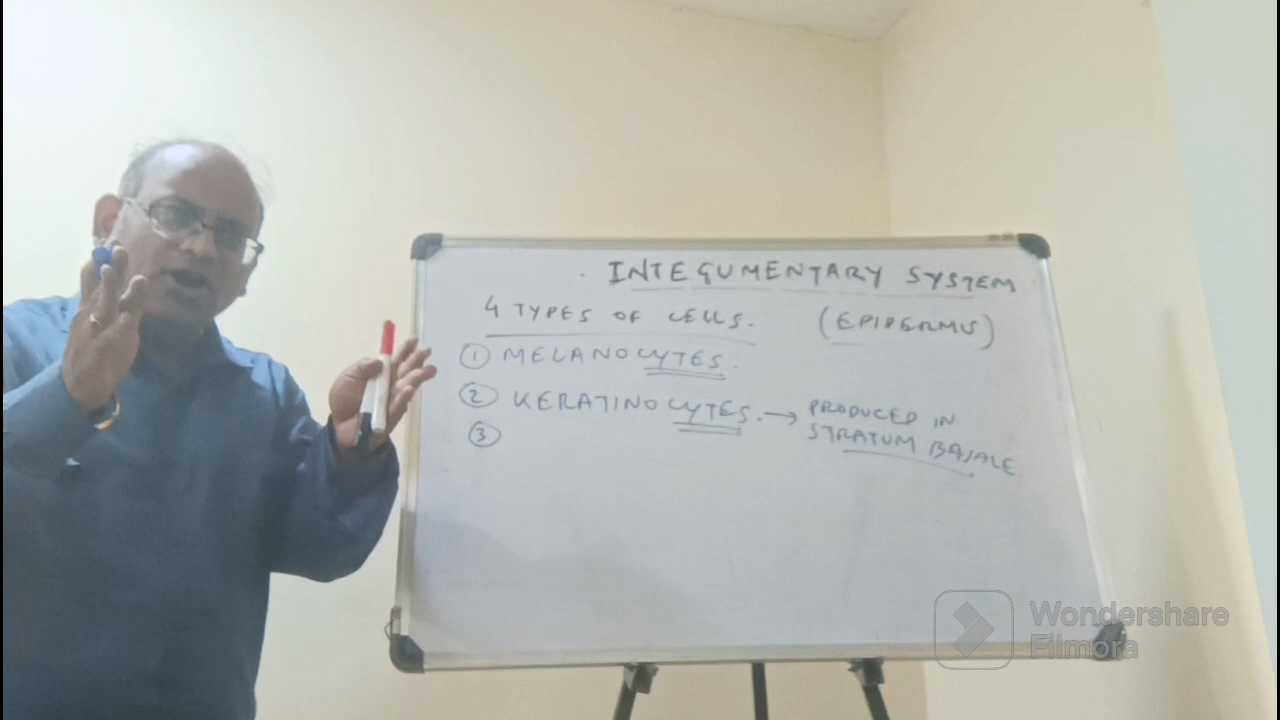 INTEGUMENTARY SYSTEM
4 TYPES OF CELLS. (EPIDERMIS)
① MELANOCYTES.
② KERATINOCYTES. → PRODUCED IN
STRATUM BASALE.
③
Wondershare
Filmora